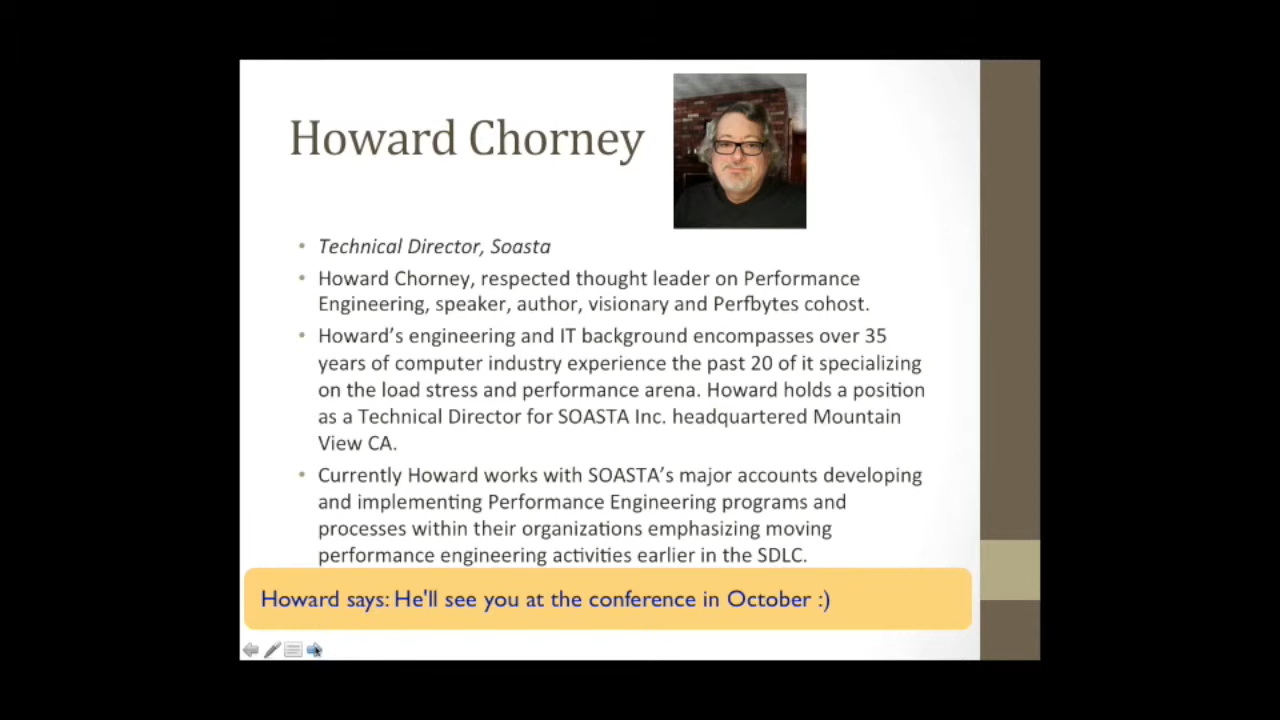 Howard Chorney
Technical Director, Soasta
Howard Chorney, respected thought leader on Performance
Engineering, speaker, author, visionary and Perfbytes cohost.
Howard’s engineering and IT background encompasses over 35
years of computer industry experience the past 20 of it specializing
on the load stress and performance arena. Howard holds a position
as a Technical Director for SOASTA Inc. headquartered Mountain
View CA.
Currently Howard works with SOASTA’s major accounts developing
and implementing Performance Engineering programs and
processes within their organizations emphasizing moving
performance engineering activities earlier in the SDLC.
Howard says: He'll see you at the conference in October :)